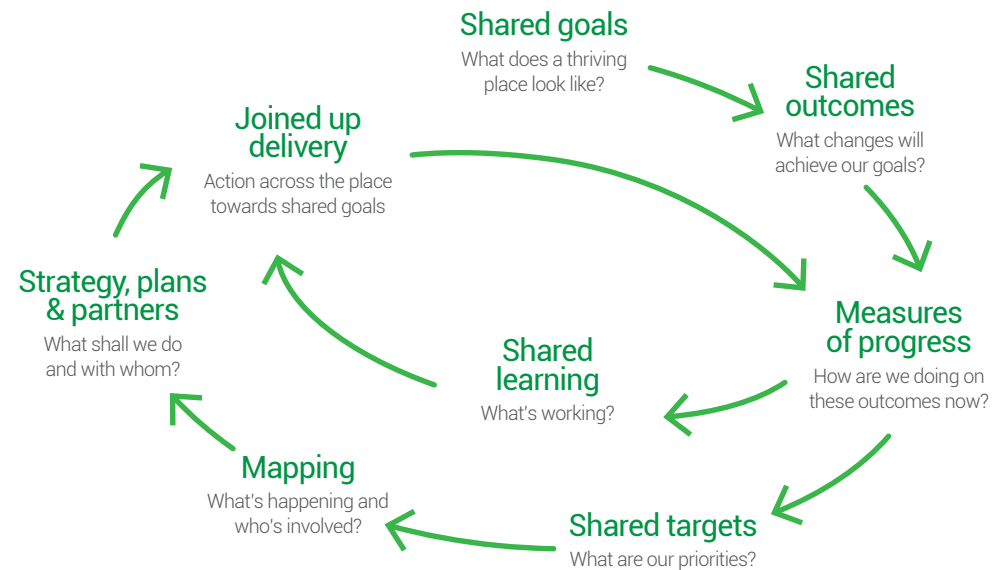 Shared goals
What does a thriving
place look like?
Shared
outcomes
What changes will
achieve our goals?
Joined up
delivery
Action across the place
towards shared goals
Strategy, plans
& partners
What shall we do
and with whom?
Measures
of progress
How are we doing on
these outcomes now?
Shared
learning
What's working?
Mapping
What's happening and
who's involved?
Shared targets
What are our priorities?